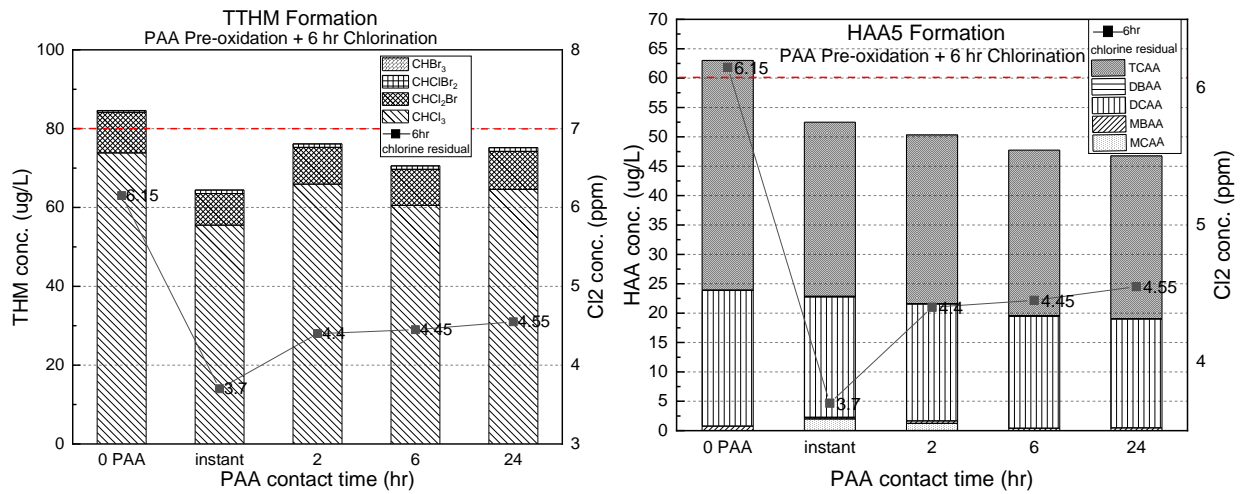 TTHM Formation
PAA Pre-oxidation + 6 hr Chlorination
THM conc. (ug/L)
100
80
60
40
20
0
CHBr3
CHClBr2
CHCl2Br
CHCl3
6hr
chlorine residual
6.15
3.7
4.4
4.45
4.55
8
7
6
5
4
3
Cl2 conc. (ppm)
0 PAA instant 2 6 24
PAA contact time (hr)
HAA5 Formation
PAA Pre-oxidation + 6 hr Chlorination
HAA conc. (ug/L)
70
65
60
55
50
45
40
35
30
25
20
15
10
5
0
6hr
chlorine residual
TCAA
DBAA
DCAA
MBAA
MCAA
6.15
3.7
4.4
4.45
4.55
6
5
4
Cl2 conc. (ppm)
0 PAA instant 2 6 24
PAA contact time (hr)